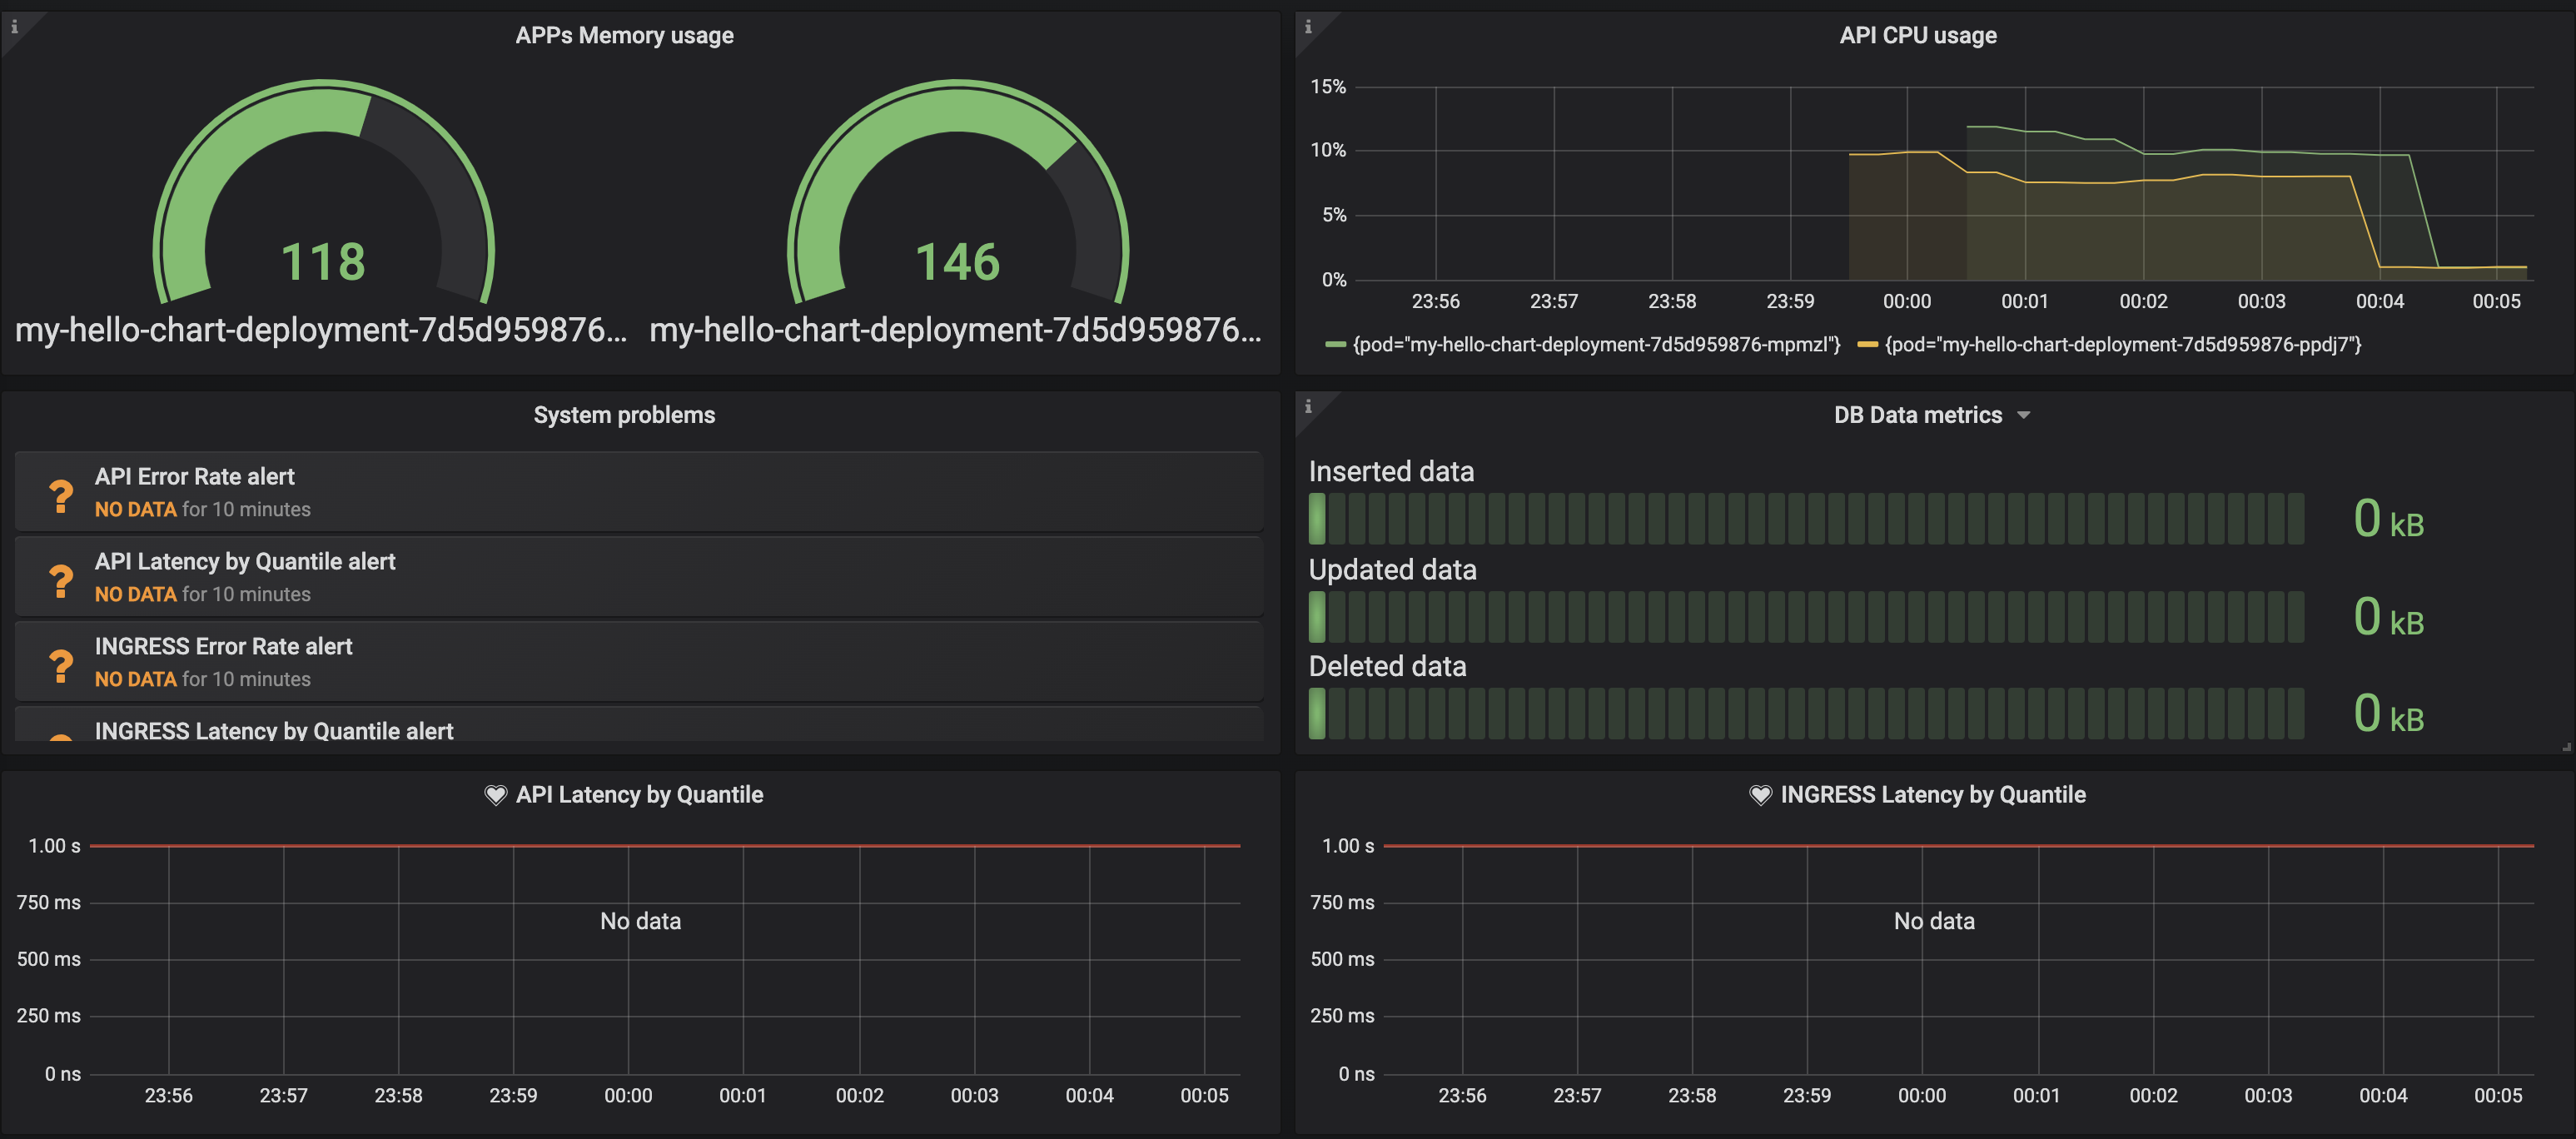 APPs Memory usage
118
146
my-hello-chart-deployment-7d5d959876...
my-hello-chart-deployment-7d5d959876...
API CPU usage
15%
10%
5%
0%
23:56 23:57 23:58 23:59 00:00 00:01 00:02 00:03 00:04 00:05
{pod="my-hello-chart-deployment-7d5d959876-mpmzl"} {pod="my-hello-chart-deployment-7d5d959876-ppdj7"}
System problems
API Error Rate alert
NO DATA for 10 minutes
API Latency by Quantile alert
NO DATA for 10 minutes
INGRESS Error Rate alert
NO DATA for 10 minutes
INGRESS Latency by Quantile alert
DB Data metrics
Inserted data
0 kB
Updated data
0 kB
Deleted data
0 kB
API Latency by Quantile
1.00 s
750 ms
No data
500 ms
250 ms
0 ns
23:56 23:57 23:58 23:59 00:00 00:01 00:02 00:03 00:04 00:05
INGRESS Latency by Quantile
1.00 s
750 ms
No data
500 ms
250 ms
0 ns
23:56 23:57 23:58 23:59 00:00 00:01 00:02 00:03 00:04 00:05